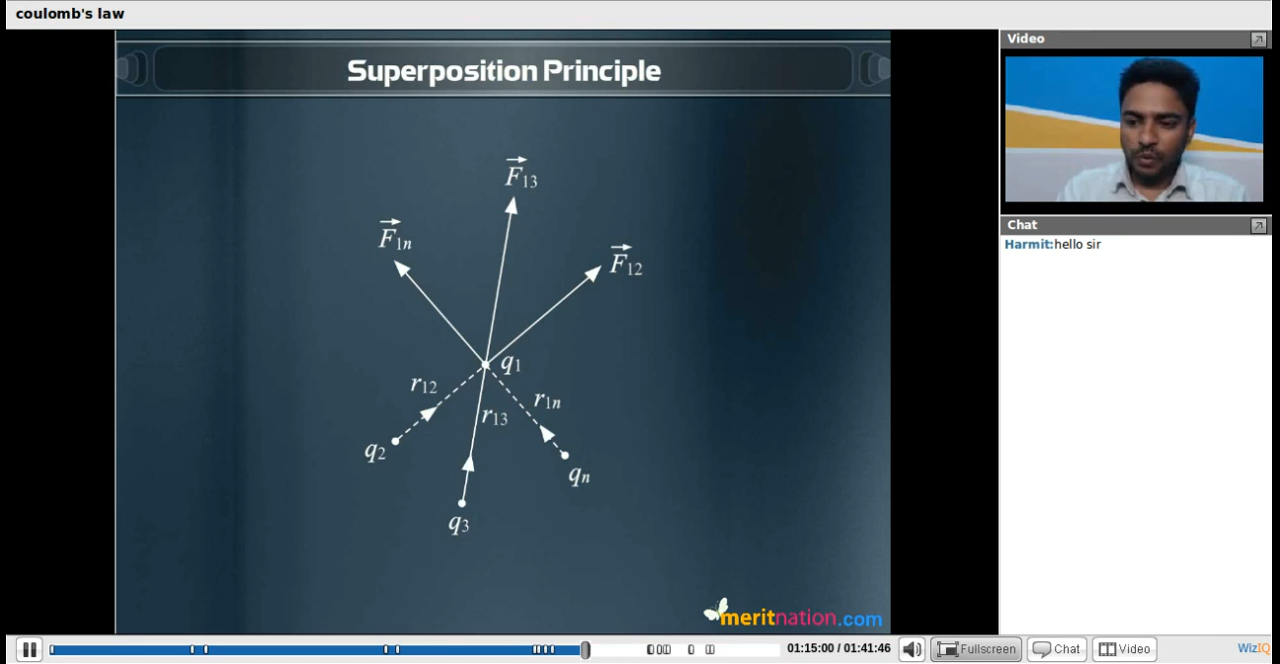 coulomb's law
Superposition Principle
Video
F13
F1n
F12
Chat
Harmit:hello sir
q1
r12
r1n
r13
q2
qn
q3
meritnation.com
01:15:00 / 01:41:46
Fullscreen
Chat
Video
WizIQ